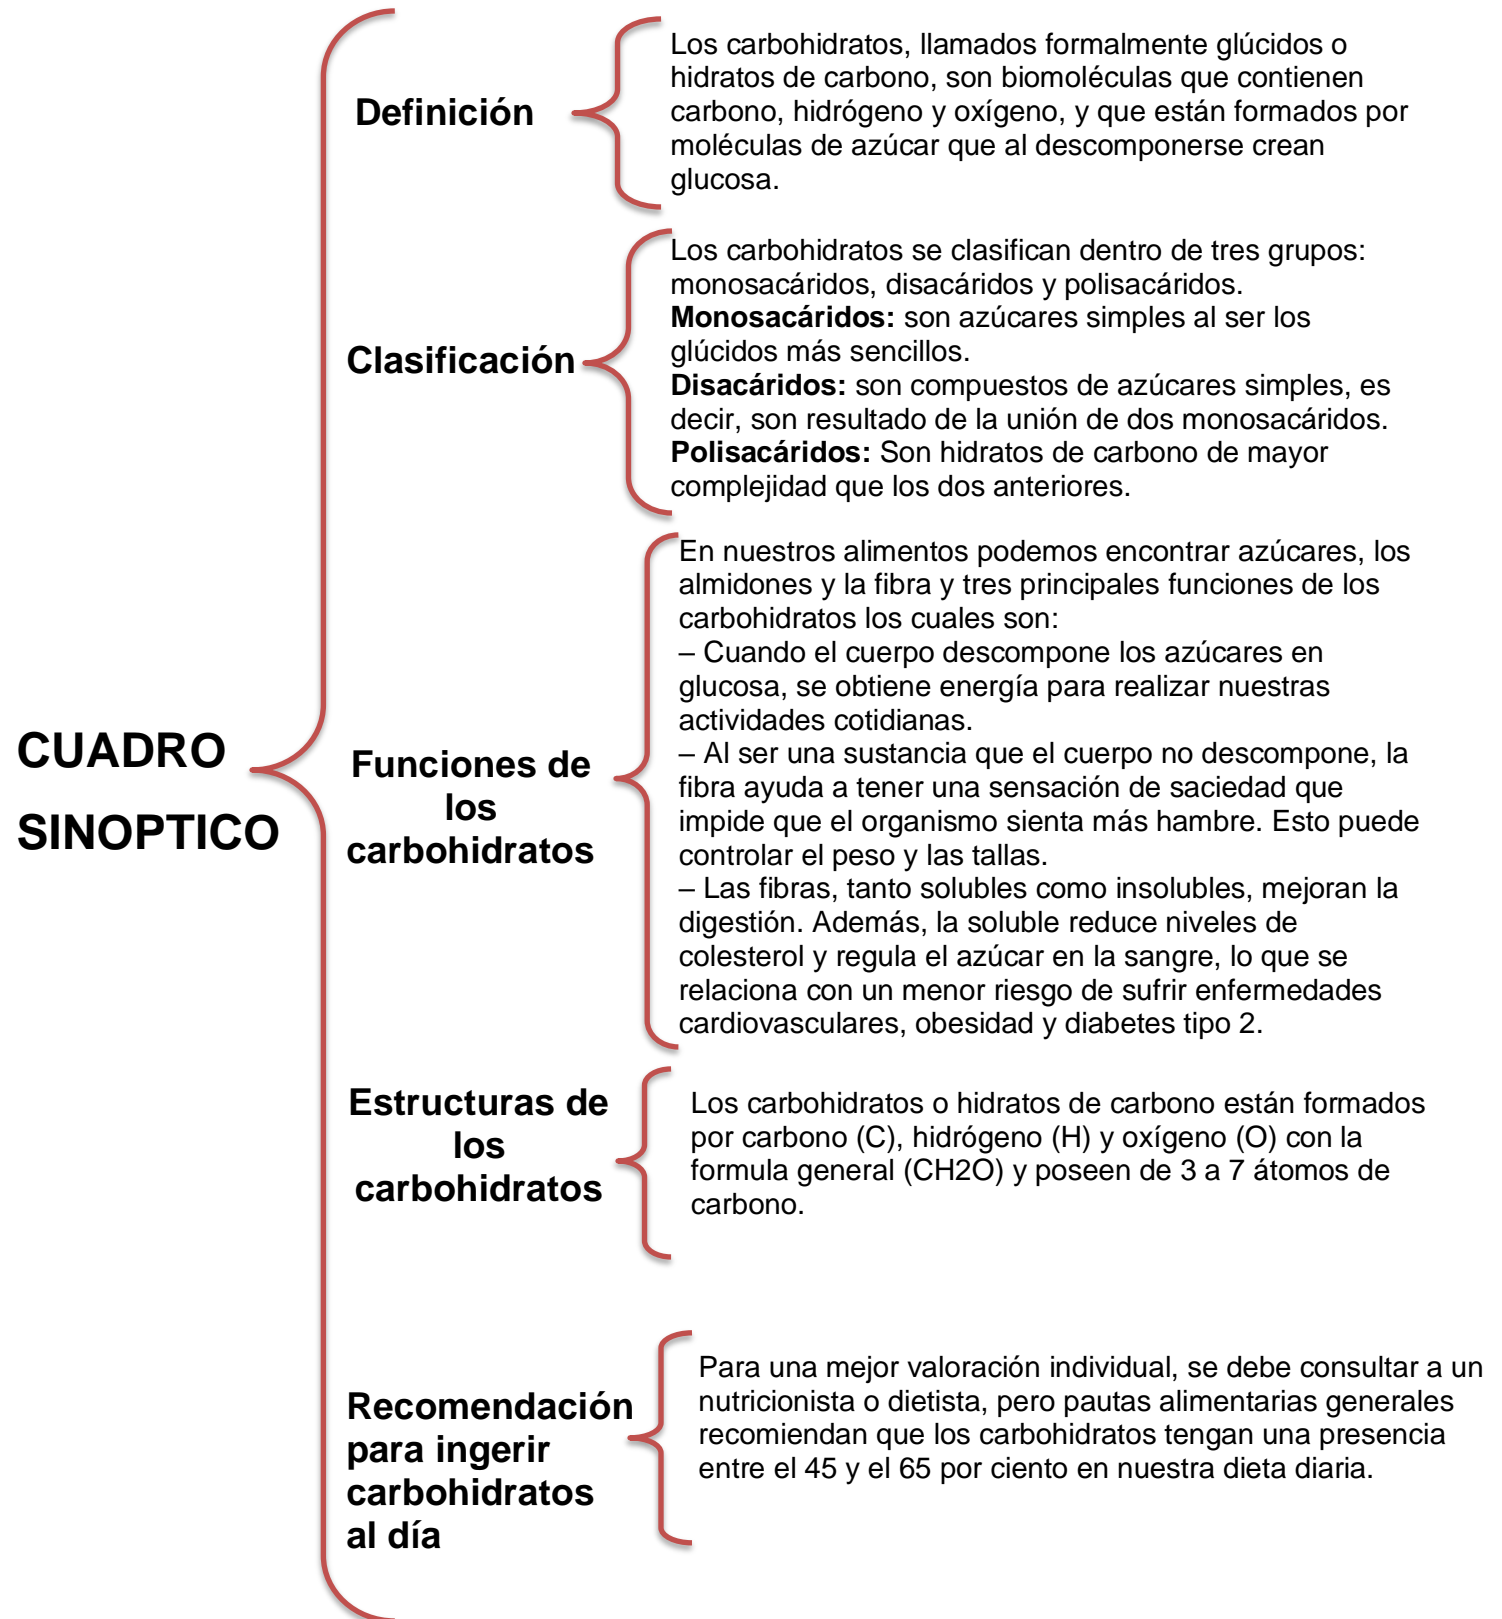 CUADRO
SINOPTICO
Definición
Los carbohidratos, llamados formalmente glúcidos o
hidratos de carbono, son biomoléculas que contienen
carbono, hidrógeno y oxígeno, y que están formados por
moléculas de azúcar que al descomponerse crean
glucosa.
Clasificación
Los carbohidratos se clasifican dentro de tres grupos:
monosacáridos, disacáridos y polisacáridos.
Monosacáridos: son azúcares simples al ser los
glúcidos más sencillos.
Disacáridos: son compuestos de azúcares simples, es
decir, son resultado de la unión de dos monosacáridos.
Polisacáridos: Son hidratos de carbono de mayor
complejidad que los dos anteriores.
Funciones de
los
carbohidratos
En nuestros alimentos podemos encontrar azúcares, los
almidones y la fibra y tres principales funciones de los
carbohidratos los cuales son:
– Cuando el cuerpo descompone los azúcares en
glucosa, se obtiene energía para realizar nuestras
actividades cotidianas.
– Al ser una sustancia que el cuerpo no descompone, la
fibra ayuda a tener una sensación de saciedad que
impide que el organismo sienta más hambre. Esto puede
controlar el peso y las tallas.
– Las fibras, tanto solubles como insolubles, mejoran la
digestión. Además, la soluble reduce niveles de
colesterol y regula el azúcar en la sangre, lo que se
relaciona con un menor riesgo de sufrir enfermedades
cardiovasculares, obesidad y diabetes tipo 2.
Estructuras de
los
carbohidratos
Los carbohidratos o hidratos de carbono están formados
por carbono (C), hidrógeno (H) y oxígeno (O) con la
formula general (CH2O) y poseen de 3 a 7 átomos de
carbono.
Recomendación
para ingerir
carbohidratos
al día
Para una mejor valoración individual, se debe consultar a un
nutricionista o dietista, pero pautas alimentarias generales
recomiendan que los carbohidratos tengan una presencia
entre el 45 y el 65 por ciento en nuestra dieta diaria.